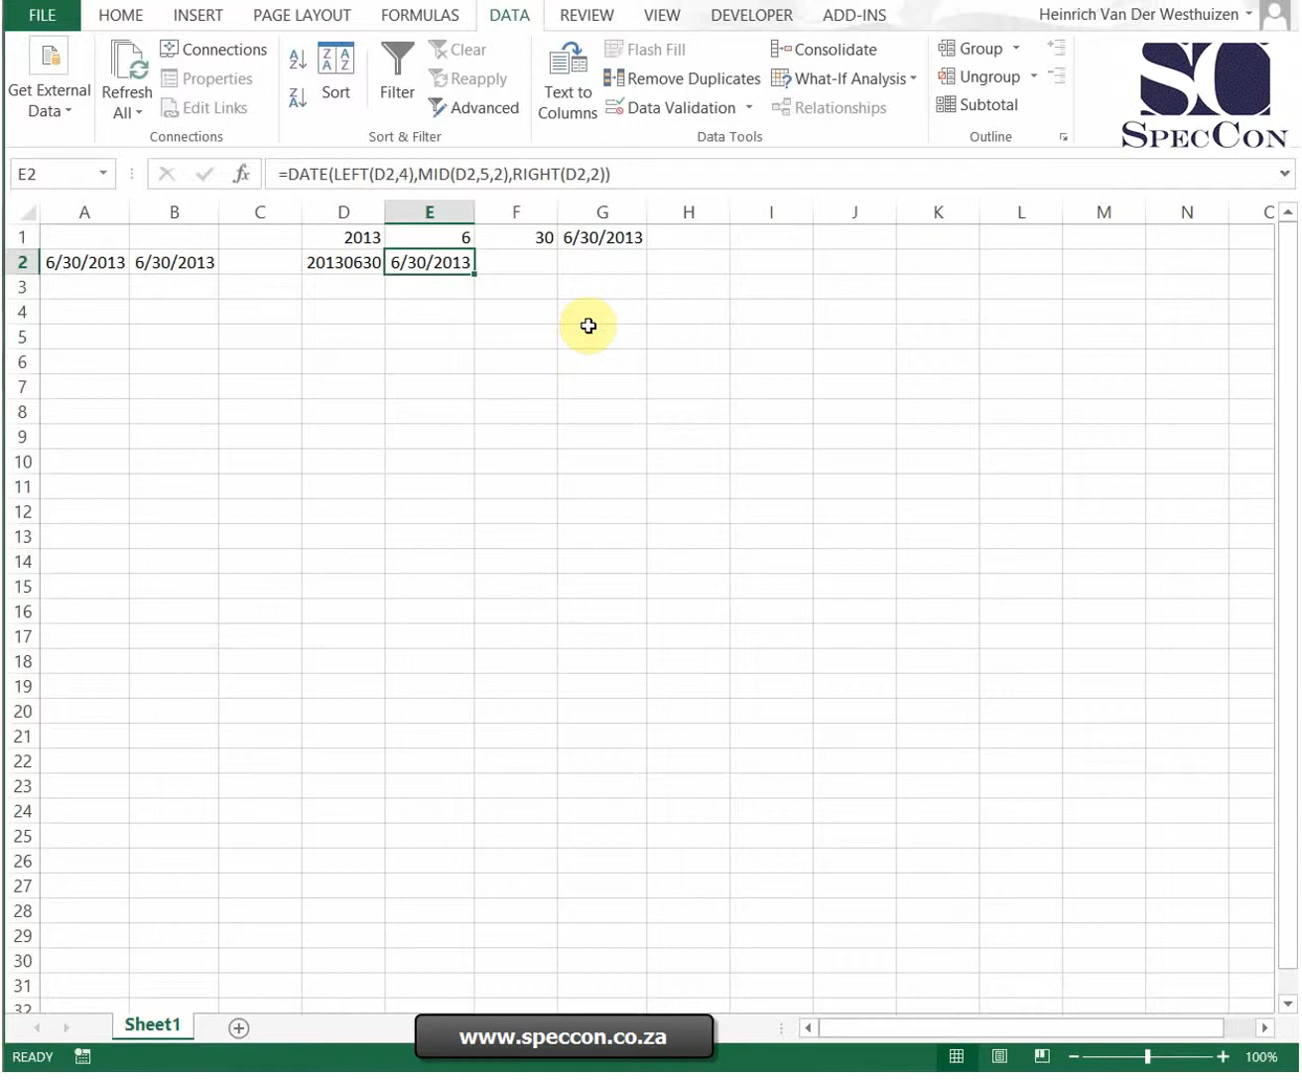 FILE HOME INSERT PAGE LAYOUT FORMULAS DATA REVIEW VIEW DEVELOPER ADD-INS Heinrich Van Der Westhuizen
Get External Data
Refresh All
Connections
Properties
Edit Links
Connections
Sort
Filter
Clear
Reapply
Advanced
Sort & Filter
Text to Columns
Flash Fill
Remove Duplicates
Data Validation
Consolidate
What-If Analysis
Relationships
Data Tools
Group
Ungroup
Subtotal
Outline
SC
SPECCON
E2 fx =DATE(LEFT(D2,4),MID(D2,5,2),RIGHT(D2,2))
A B C D E F G H I J K L M N C
1 2013 6 30 6/30/2013
2 6/30/2013 6/30/2013 20130630 6/30/2013
3
4
5
6
7
8
9
10
11
12
13
14
15
16
17
18
19
20
21
22
23
24
25
26
27
28
29
30
31
32
Sheet1
www.speccon.co.za
READY 100%